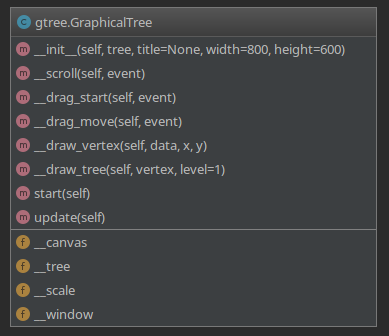 C gtree.GraphicalTree
m __init__(self, tree, title=None, width=800, height=600)
m __scroll(self, event)
m __drag_start(self, event)
m __drag_move(self, event)
m __draw_vertex(self, data, x, y)
m __draw_tree(self, vertex, level=1)
m start(self)
m update(self)
f __canvas
f __tree
f __scale
f __window